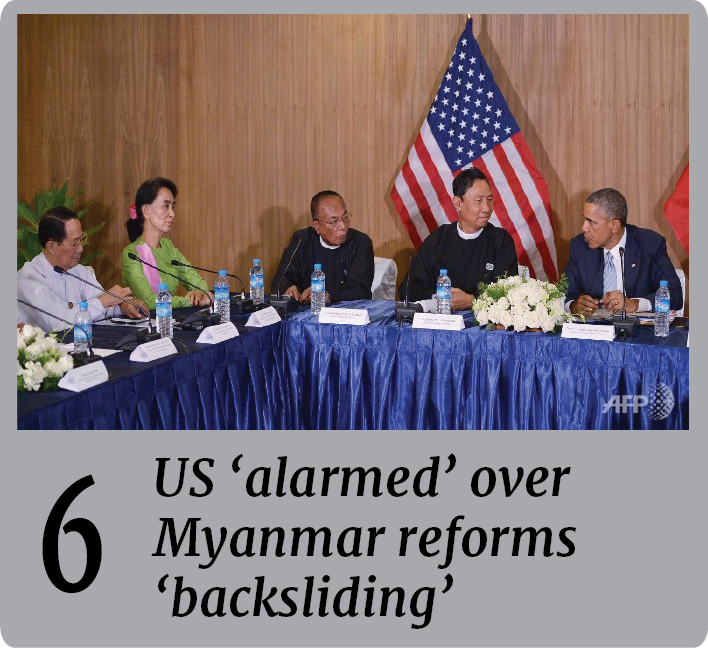 AFP
6
US ‘alarmed’ over
Myanmar reforms
‘backsliding’